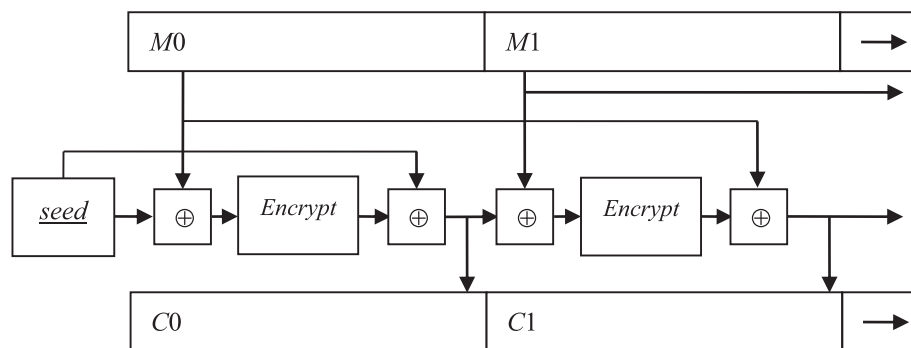 M0 M1
seed ⊕ Encrypt ⊕ ⊕ Encrypt ⊕
C0 C1